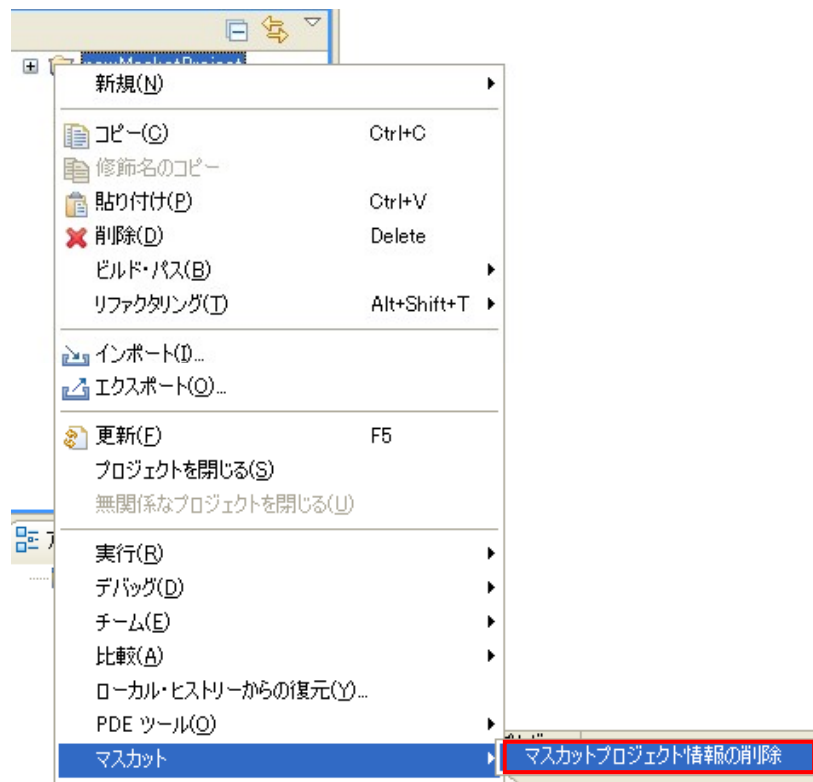 新規(N)
コピー(C) Ctrl+C
修飾名のコピー
貼り付け(P) Ctrl+V
削除(D) Delete
ビルド・パス(B)
リファクタリング(T) Alt+Shift+T
インポート(I)...
エクスポート(O)...
更新(F) F5
プロジェクトを閉じる(S)
無関係なプロジェクトを閉じる(U)
実行(R)
デバッグ(D)
チーム(E)
比較(A)
ローカル・ヒストリーからの復元(Y)...
PDE ツール(O)
マスカット
マスカットプロジェクト情報の削除